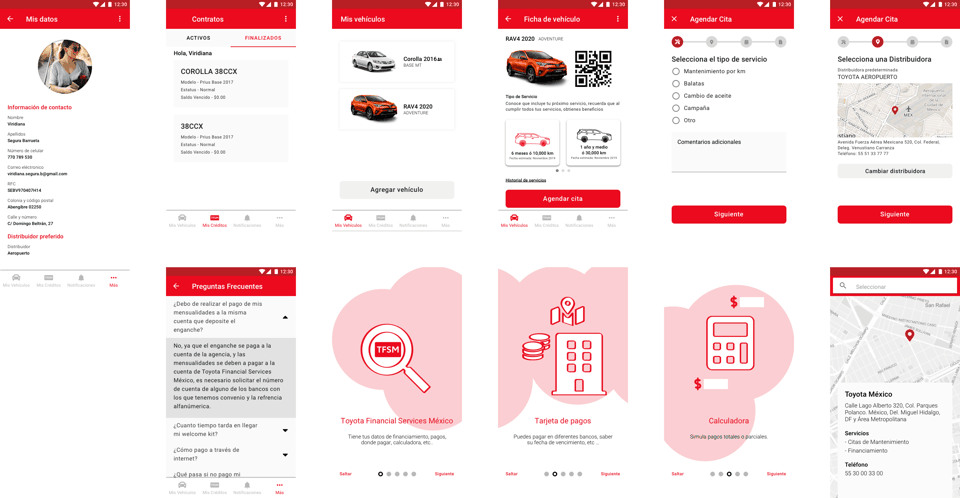 12:30
Mis datos
Información de contacto
Nombre
Viridiana
Apellidos
Segura Barruets
Número de celular
770 789 530
Correo electrónico
viridiana.segura.b@gmail.com
RFC
SEBV970407H14
Colonia y código postal
Abengibre 02250
Calle y número
C/ Domingo Beltrán, 27
Distribuidor preferido
Distribuidor
Aeropuerto
Mis Vehículos
Mis Créditos
Notificaciones
Más
12:30
Contratos
ACTIVOS
FINALIZADOS
Hola, Viridiana
COROLLA 38CCX
Modelo - Prius Base 2017
Estatus - Normal
Saldo Vencido - $0.00
38CCX
Modelo - Prius Base 2017
Estatus - Normal
Saldo Vencido - $0.00
Mis Vehículos
Mis Créditos
Notificaciones
Más
12:30
Mis vehículos
Corolla 2016
BASE MT
RAV4 2020
ADVENTURE
Agregar vehículo
Mis Vehículos
Mis Creditos
Notificaciones
Más
12:30
Ficha de vehículo
RAV4 2020 ADVENTURE
Tipo de Servicio
Conoce que incluye tu próximo servicio, recuerda que al
cumplir todos tus servicios, obtienes beneficios
6 meses ó 10,000 km
Fecha estimada: Noviembre 2019
1 año y medio
ó 30,000 km
Fecha estimada: Noviembre 2019
Historial de servicios
Agendar cita
Mis Vehículos
Mis Créditos
Notificaciones
Más
12:30
Agendar Cita
Selecciona el tipo de servicio
Mantenimiento por km
Balatas
Cambio de aceite
Campaña
Otro
Comentarios adicionales
Siguiente
12:30
Agendar Cita
Selecciona una Distribuidora
Distribuidora predeterminada
TOYOTA AEROPUERTO
MEX
Avenida Fuerza Aérea Mexicana 520. Col. Federal,
Deleg. Venustiano Carranza
Teléfono: 55 51 33 77 77
Cambiar distribuidora
Siguiente
12:30
Preguntas Frecuentes
¿Debo de realizar el pago de mis
mensualidades a la misma
cuenta que deposite el
enganche?
No, ya que el enganche se paga a la
cuenta de la agencia, y las
mensualidades se deben a pagar a la
cuenta de Toyota Financial Services
México, es necesario solicitar el número
de cuenta de alguno de los bancos con
los que tenemos convenio y la refrencia
alfanúmerica.
¿Cuanto tiempo tarda en llegar
mi welcome kit?
¿Cómo pago a través de
internet?
¿Qué pasa si no pago mi
Mis Vehículos
Mis Créditos
Notificaciones
Más
TFSM
Toyota Financial Services México
Tiene tus datos de financiamiento, pagos,
donde pagar, calculadora, etc..
Saltar
Siguiente
Tarjeta de pagos
Puedes pagar en diferentes bancos, saber
su fecha de vencimiento, etc...
Saltar
Siguiente
$
$
Calculadora
Simula pagos totales o parciales.
Saltar
Siguiente
12:30
Seleccionar
San Rafael
Toyota México
Calle Lago Alberto 320, Col. Parques
Polanco. México, Del. Miguel Hidalgo,
DF y Area Metropolitana
Servicios
- Citas de Mantenimiento
- Financiamiento
Teléfono
55 30 00 33 00